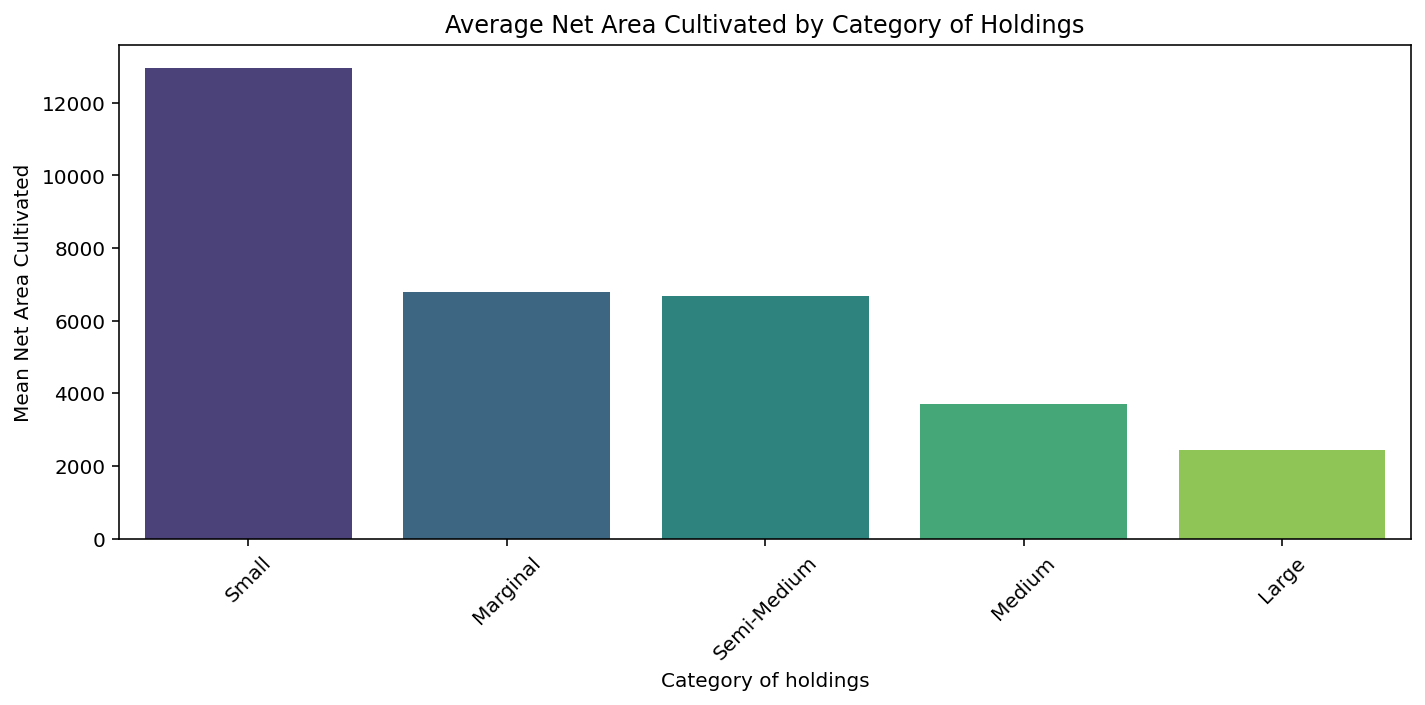 Average Net Area Cultivated by Category of Holdings
Mean Net Area Cultivated
12000
10000
8000
6000
4000
2000
0
Small
Marginal
Semi-Medium
Medium
Large
Category of holdings